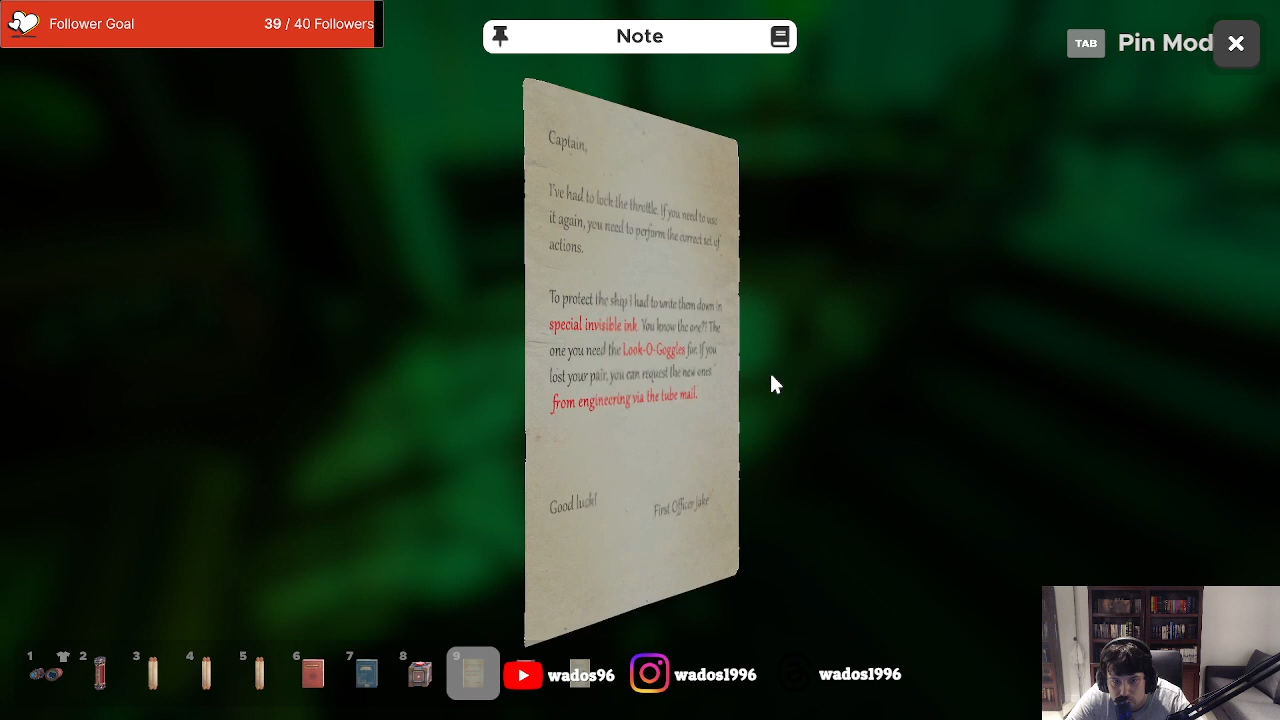 Follower Goal
39 / 40 Followers
Note
TAB Pin Mod
Captain,
I've had to lock the throttle. If you need to use
it again, you need to perform the correct set of
actions.
To protect the ship I had to write them down in
special invisible ink. You know the one?! The
one you need the Look-O-Goggles for. If you
lost your pair, you can request the new ones
from engineering via the tube mail.
Good luck!
First Officer Jake
1 2 3 4 5 6 7 8 9
wados96 wados1996 wados1996